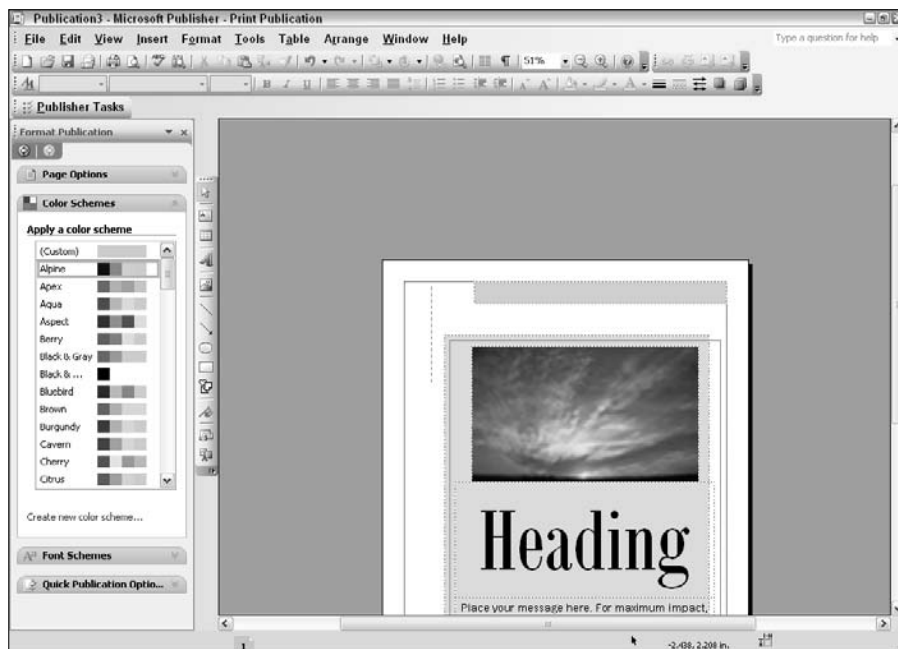 Publication3 - Microsoft Publisher - Print Publication
File Edit View Insert Format Tools Table Arrange Window Help
Type a question for help
51%
B I U
Publisher Tasks
Format Publication
Page Options
Color Schemes
Apply a color scheme
(Custom)
Alpine
Apex
Aqua
Aspect
Berry
Black & Gray
Black & ...
Bluebird
Brown
Burgundy
Cavern
Cherry
Citrus
Create new color scheme...
Font Schemes
Quick Publication Optio...
Heading
Place your message here. For maximum impact,
1
-2.438, 2.208 in.